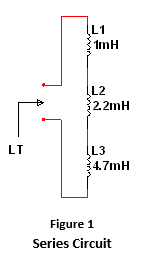 L1
1mH
L2
2.2mH
LT
L3
4.7mH
Figure 1
Series Circuit